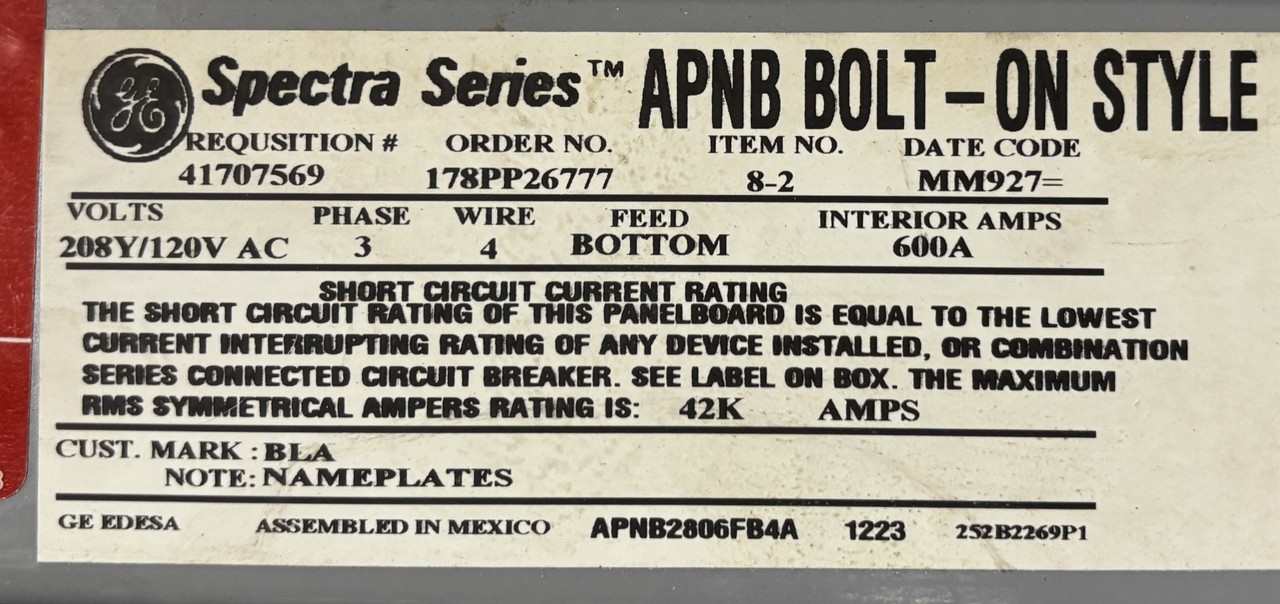 GE Spectra Series™ APNB BOLT-ON STYLE
REQUSITION # ORDER NO. ITEM NO. DATE CODE
41707569 178PP26777 8-2 MM927=
VOLTS PHASE WIRE FEED INTERIOR AMPS
208Y/120V AC 3 4 BOTTOM 600A
SHORT CIRCUIT CURRENT RATING
THE SHORT CIRCUIT RATING OF THIS PANELBOARD IS EQUAL TO THE LOWEST
CURRENT INTERRUPTING RATING OF ANY DEVICE INSTALLED, OR COMBINATION
SERIES CONNECTED CIRCUIT BREAKER. SEE LABEL ON BOX. THE MAXIMUM
RMS SYMMETRICAL AMPERS RATING IS: 42K AMPS
CUST. MARK : BLA
NOTE: NAMEPLATES
GE EDESA ASSEMBLED IN MEXICO APNB2806FB4A 1223 252B2269P1